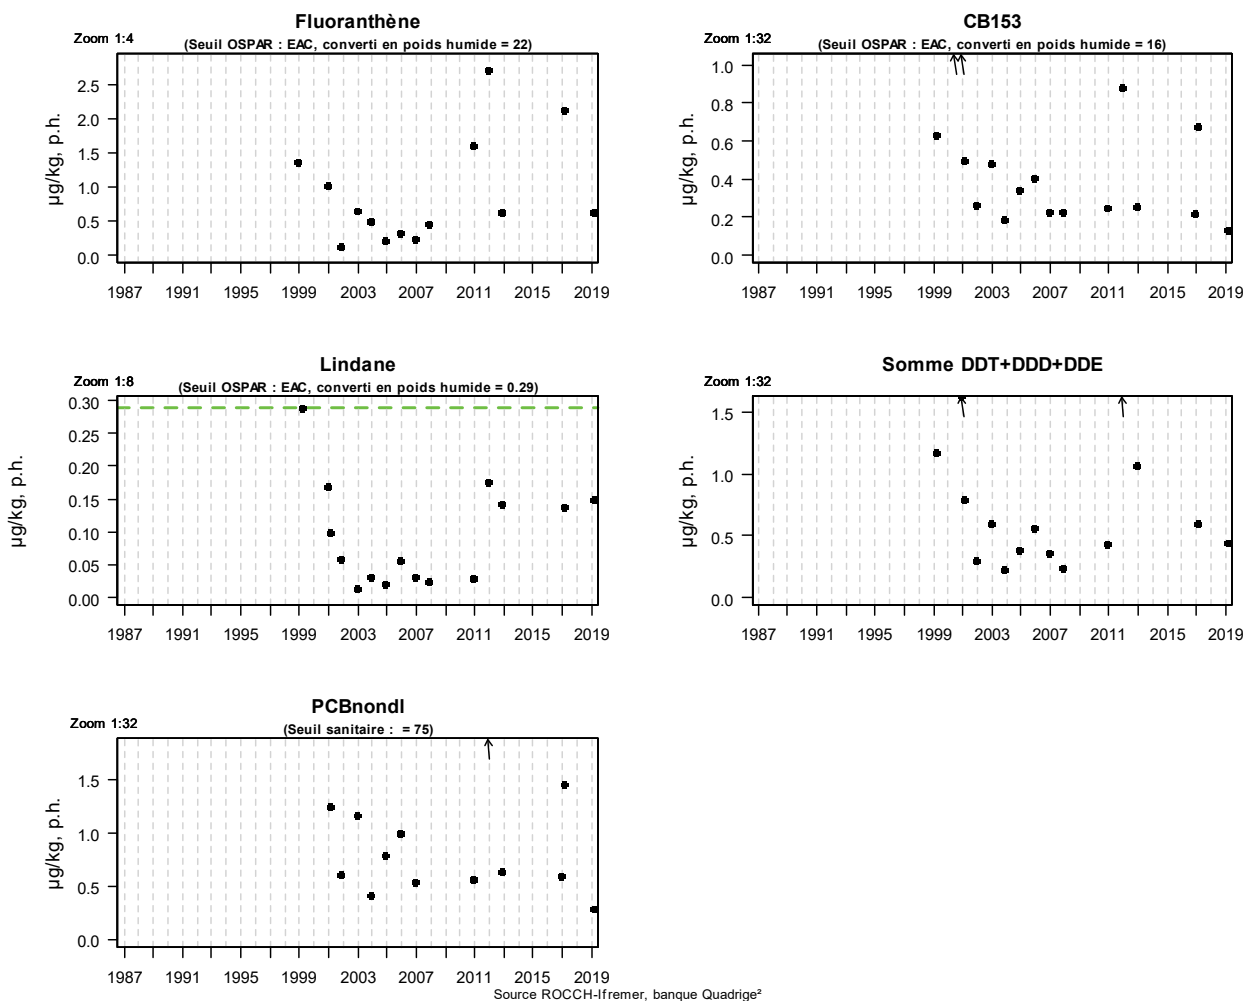 Fluoranthène
Zoom 1:4
(Seuil OSPAR : EAC, converti en poids humide = 22)
µg/kg, p.h.
2.5
2.0
1.5
1.0
0.5
0.0
1987 1991 1995 1999 2003 2007 2011 2015 2019
CB153
Zoom 1:32
(Seuil OSPAR : EAC, converti en poids humide = 16)
µg/kg, p.h.
1.0
0.8
0.6
0.4
0.2
0.0
1987 1991 1995 1999 2003 2007 2011 2015 2019
Lindane
Zoom 1:8
(Seuil OSPAR : EAC, converti en poids humide = 0.29)
µg/kg, p.h.
0.30
0.25
0.20
0.15
0.10
0.05
0.00
1987 1991 1995 1999 2003 2007 2011 2015 2019
Somme DDT+DDD+DDE
Zoom 1:32
µg/kg, p.h.
1.5
1.0
0.5
0.0
1987 1991 1995 1999 2003 2007 2011 2015 2019
PCBnondl
Zoom 1:32
(Seuil sanitaire : = 75)
µg/kg, p.h.
1.5
1.0
0.5
0.0
1987 1991 1995 1999 2003 2007 2011 2015 2019
Source ROCCH-Ifremer, banque Quadrige²